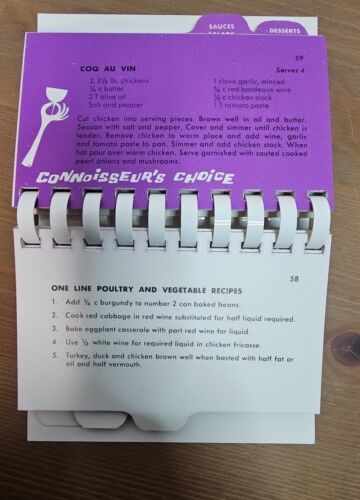 SAUCES
DESSERTS
59
COQ AU VIN
Serves 4
2, 2½ lb. chickens
¼ c butter
2 T olive oil
Salt and pepper
1 clove garlic, minced
¾ c red bordeaux wine
½ c chicken stock
1 T tomato paste
Cut chicken into serving pieces. Brown well in oil and butter.
Season with salt and pepper. Cover and simmer until chicken is
tender. Remove chicken to warm place and add wine, garlic
and tomato paste to pan. Simmer and add chicken stock. When
hot pour over warm chicken. Serve garnished with sauted cooked
pearl onions and mushrooms.
CONNOISSEUR'S CHOICE
58
ONE LINE POULTRY AND VEGETABLE RECIPES
1. Add ¼ c burgundy to number 2 can baked beans.
2. Cook red cabbage in red wine substituted for half liquid required.
3. Bake eggplant casserole with part red wine for liquid.
4. Use ½ white wine for required liquid in chicken fricasse.
5. Turkey, duck and chicken brown well when basted with half fat or
oil and half vermouth.